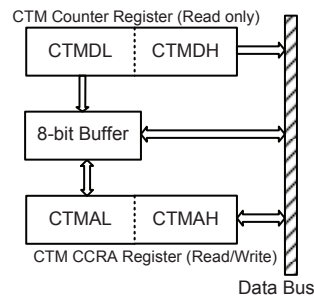 CTM Counter Register (Read only)
CTMDL CTMDH
8-bit Buffer
CTMAL CTMAH
CTM CCRA Register (Read/Write)
Data Bus